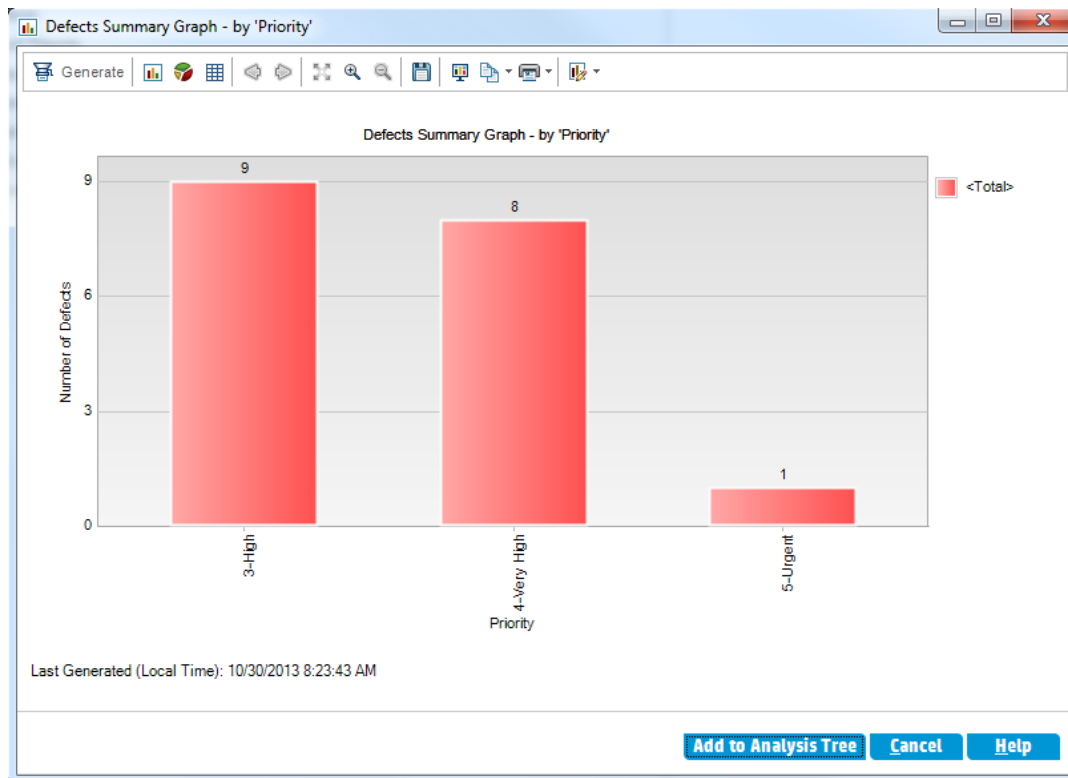 Defects Summary Graph - by 'Priority'
Generate
Defects Summary Graph - by 'Priority'
9
8
1
9
6
3
0
Number of Defects
<Total>
3-High
4-Very High
5-Urgent
Priority
Last Generated (Local Time): 10/30/2013 8:23:43 AM
Add to Analysis Tree
Cancel
Help